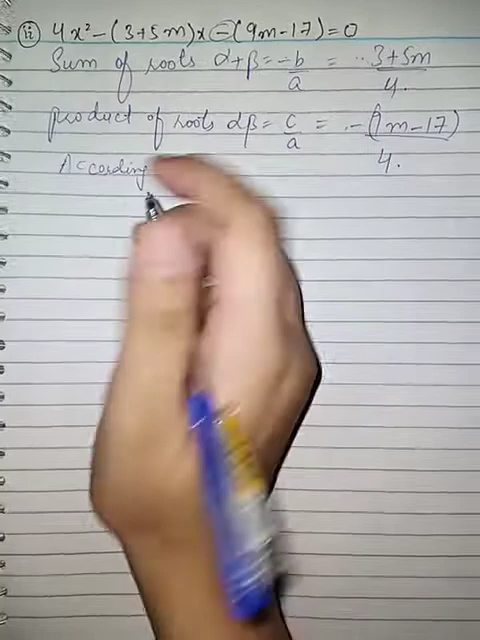 (ii) 4x² - (3+5m)x - (9m-17) = 0
Sum of roots α+β = -b/a = 3+5m/4.
product of roots αβ = c/a = -(9m-17)/4.
According